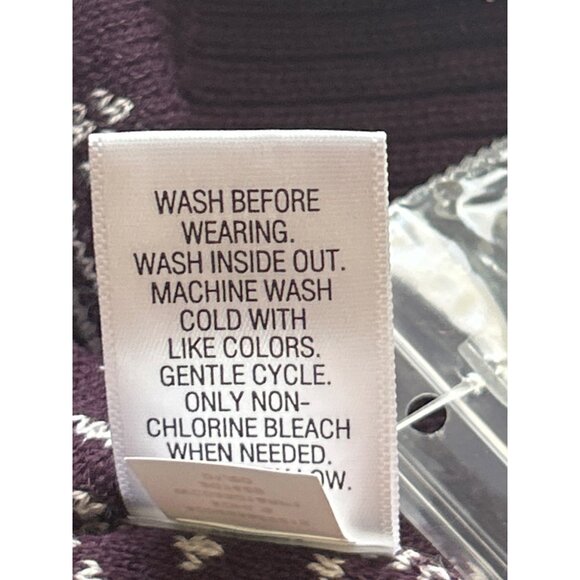 WASH BEFORE
WEARING.
WASH INSIDE OUT.
MACHINE WASH
COLD WITH
LIKE COLORS.
GENTLE CYCLE.
ONLY NON-
CHLORINE BLEACH
WHEN NEEDED.